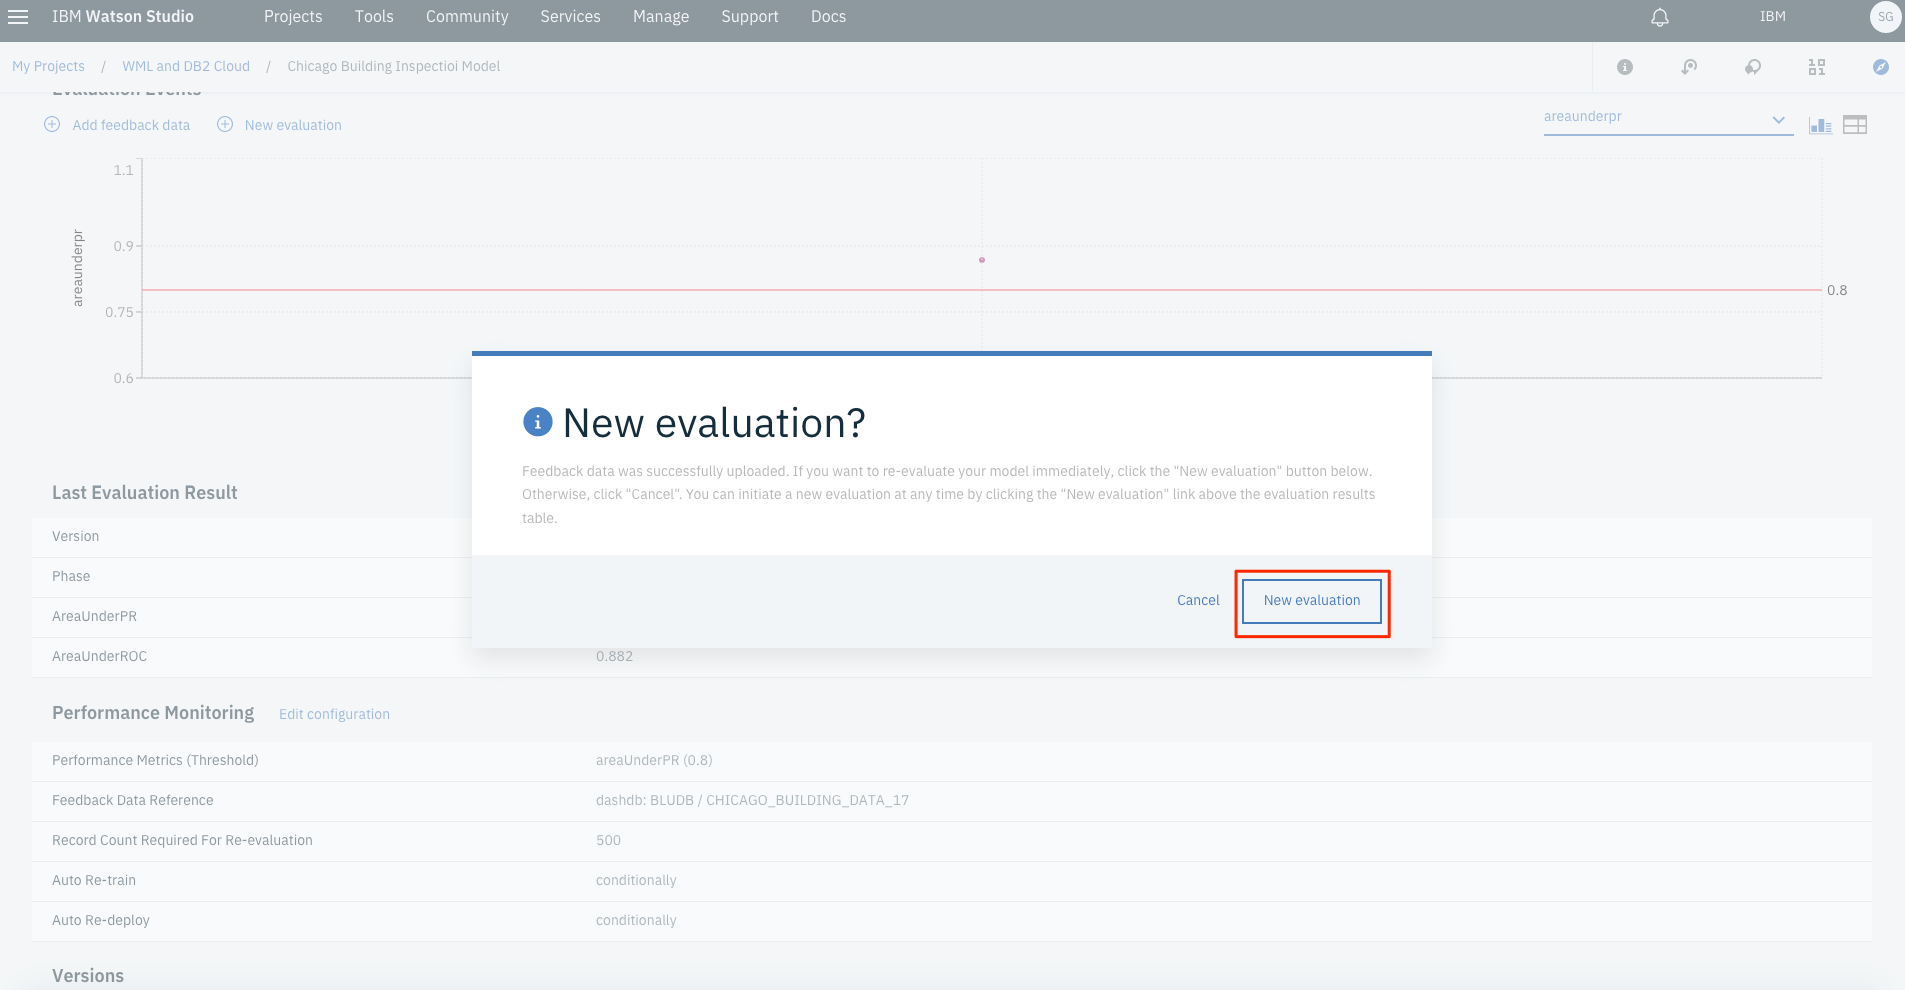 IBM Watson Studio Projects Tools Community Services Manage Support Docs IBM SG
My Projects / WML and DB2 Cloud / Chicago Building Inspectioi Model
Evaluation Events
Add feedback data New evaluation areaunderpr
1.1
0.9
0.8
0.75
0.6
areaunderpr
New evaluation?
Feedback data was successfully uploaded. If you want to re-evaluate your model immediately, click the "New evaluation" button below.
Otherwise, click "Cancel". You can initiate a new evaluation at any time by clicking the "New evaluation" link above the evaluation results
table.
Cancel New evaluation
Last Evaluation Result
Version
Phase
AreaUnderPR
AreaUnderROC 0.882
Performance Monitoring Edit configuration
Performance Metrics (Threshold) areaUnderPR (0.8)
Feedback Data Reference dashdb: BLUDB / CHICAGO_BUILDING_DATA_17
Record Count Required For Re-evaluation 500
Auto Re-train conditionally
Auto Re-deploy conditionally
Versions